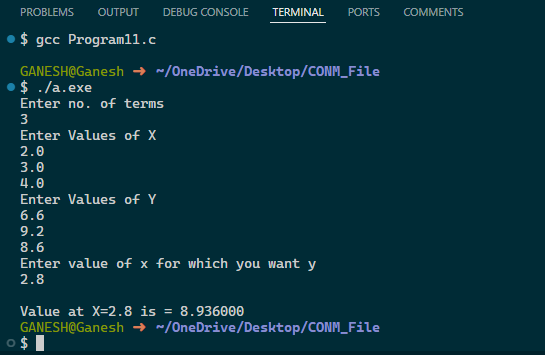 PROBLEMS OUTPUT DEBUG CONSOLE TERMINAL PORTS COMMENTS
$ gcc Program11.c
GANESH@Ganesh ➜ ~/OneDrive/Desktop/CONM_File
$ ./a.exe
Enter no. of terms
3
Enter Values of X
2.0
3.0
4.0
Enter Values of Y
6.6
9.2
8.6
Enter value of x for which you want y
2.8
Value at X=2.8 is = 8.936000
GANESH@Ganesh ➜ ~/OneDrive/Desktop/CONM_File
$